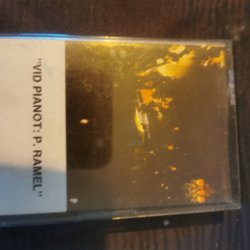 "VID PIANOT: P. RAMEL"